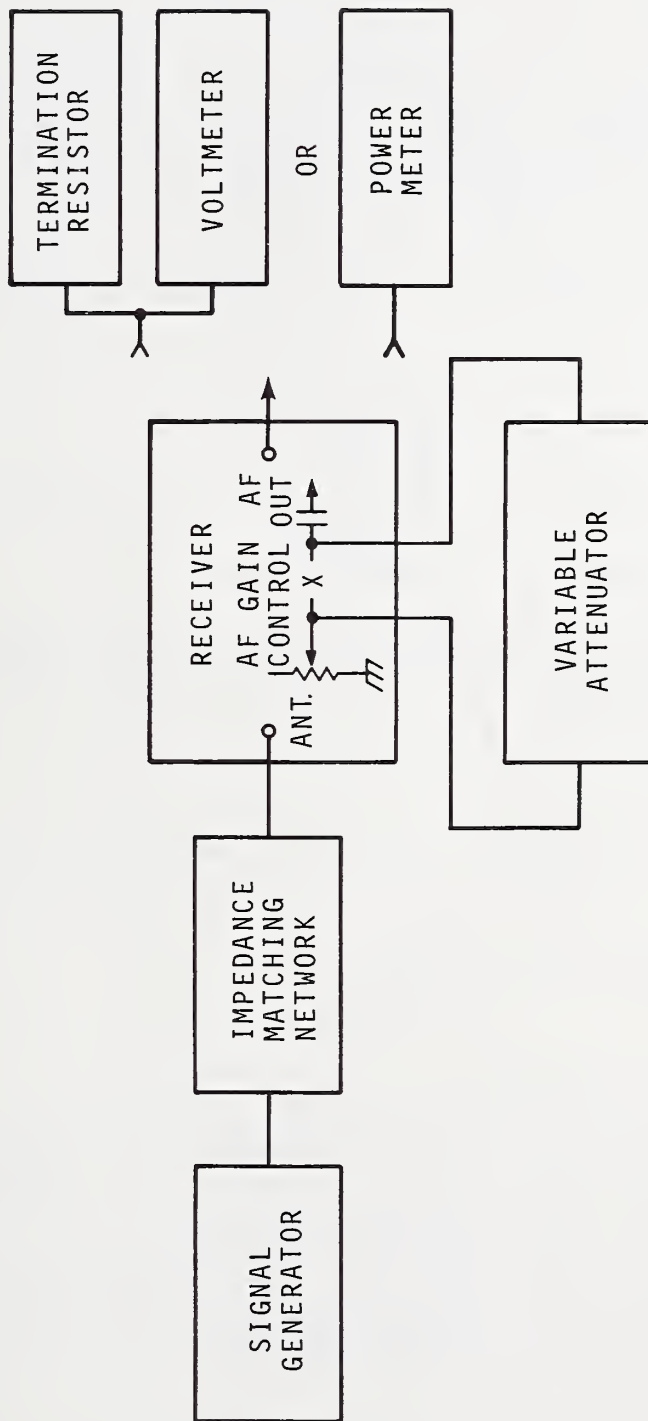 SIGNAL
GENERATOR
IMPEDANCE
MATCHING
NETWORK
RECEIVER
AF GAIN AF
CONTROL OUT
X
ANT.
VARIABLE
ATTENUATOR
TERMINATION
RESISTOR
VOLTMETER
OR
POWER
METER